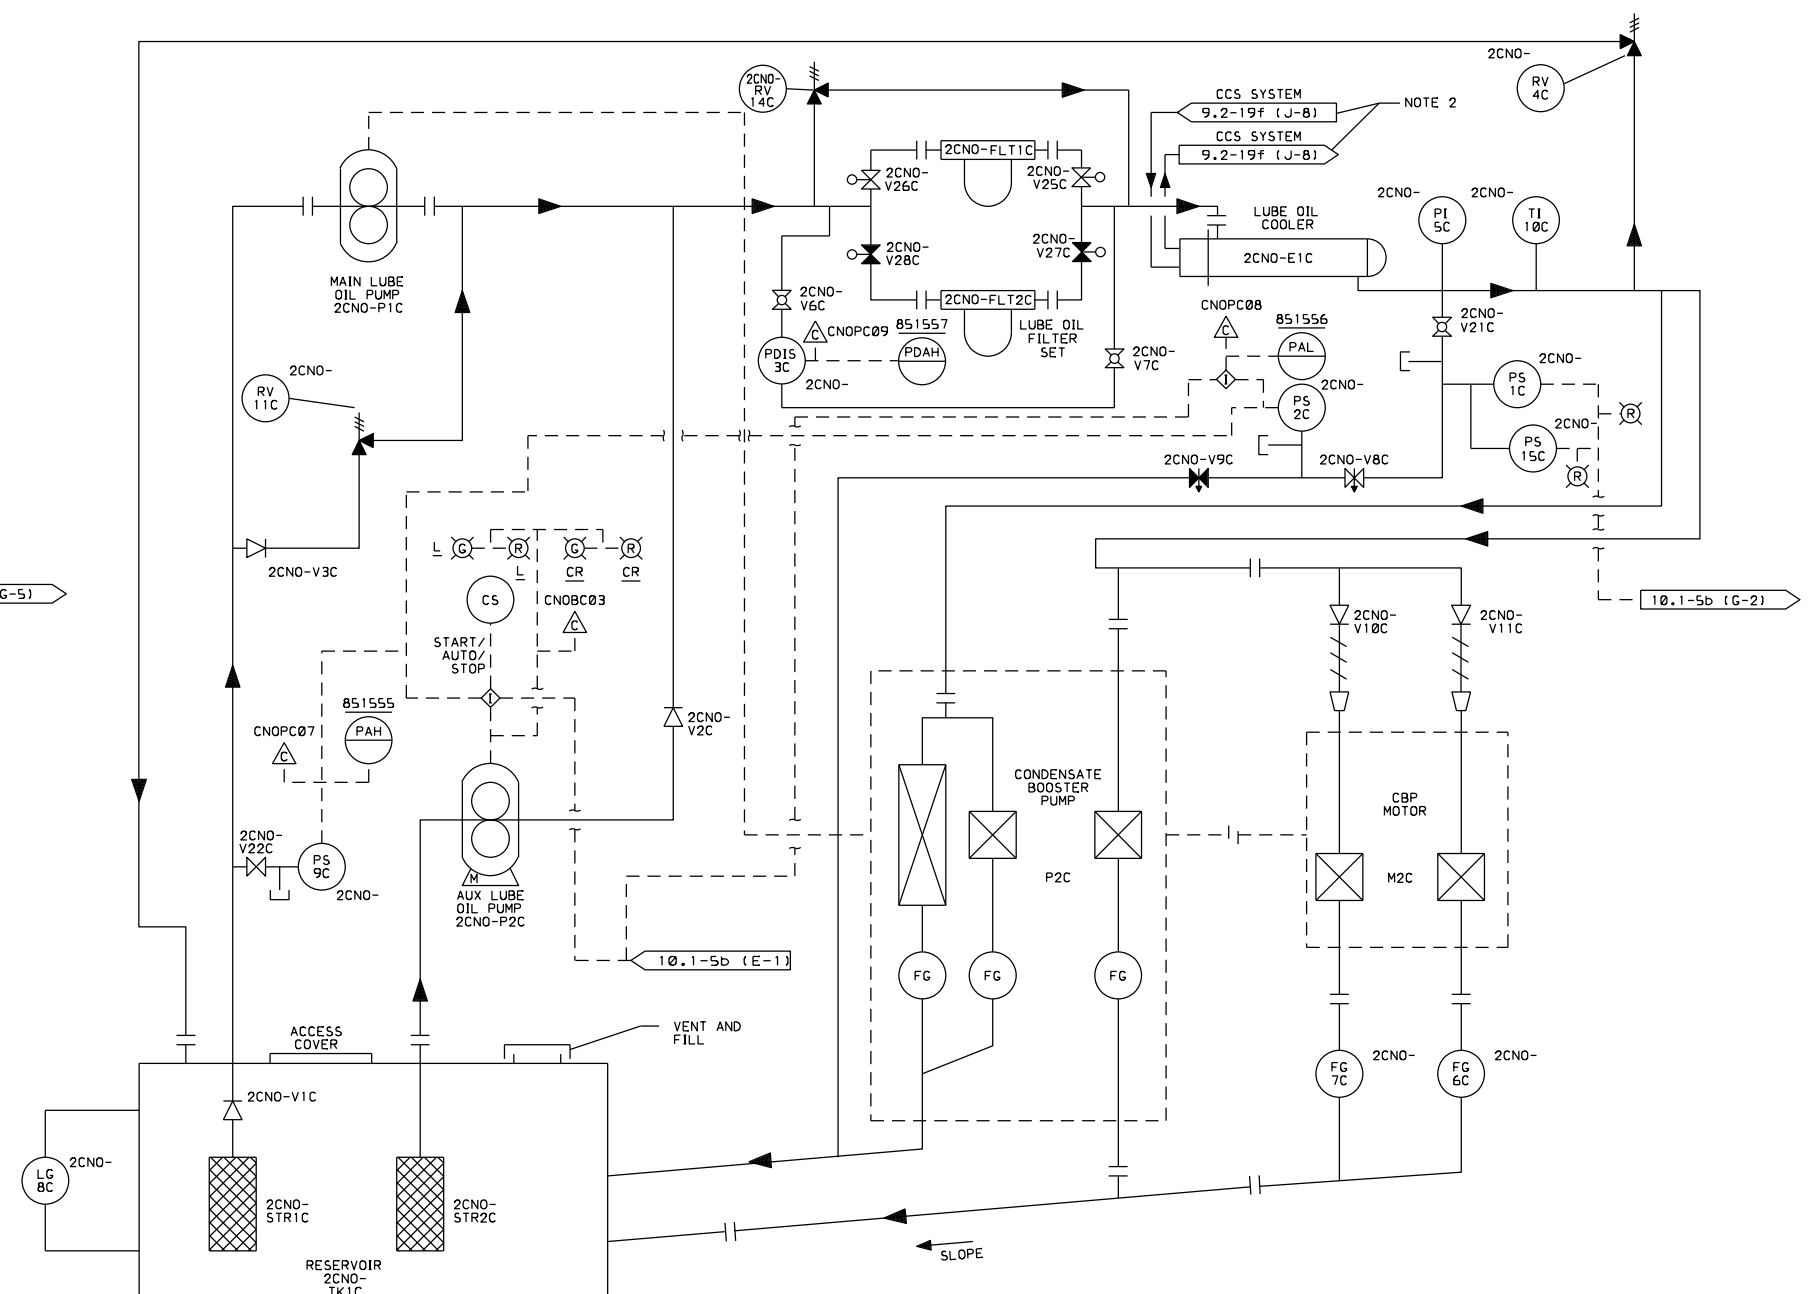 2CNO-
RV
4C
2CNO-
RV
14C
CCS SYSTEM
9.2-19f (J-8)
NOTE 2
CCS SYSTEM
9.2-19f (J-8)
2CNO-FLT1C
2CNO-
V26C
2CNO-
V25C
2CNO-
PI
5C
2CNO-
TI
10C
LUBE OIL
COOLER
2CNO-E1C
2CNO-
V28C
2CNO-
V27C
MAIN LUBE
OIL PUMP
2CNO-P1C
2CNO-
V6C
2CNO-FLT2C
LUBE OIL
FILTER
SET
CNOPC09
C
851557
PDAH
PDIS
3C
2CNO-
2CNO-
V7C
CNOPC08
C
851556
PAL
I
2CNO-
V21C
2CNO-
PS
2C
2CNO-
PS
1C
R
2CNO-
PS
15C
R
2CNO-
RV
11C
2CNO-V9C
2CNO-V8C
2CNO-V3C
L
G
R
L
G
CR
R
CR
G-5)
CS
CNOBC03
C
START/
AUTO/
STOP
I
10.1-5b (G-2)
2CNO-
V10C
2CNO-
V11C
851555
PAH
CNOPC07
C
2CNO-
V2C
2CNO-
V22C
PS
9C
2CNO-
M
AUX LUBE
OIL PUMP
2CNO-P2C
CONDENSATE
BOOSTER
PUMP
P2C
CBP
MOTOR
M2C
10.1-5b (E-1)
FG
FG
FG
ACCESS
COVER
VENT AND
FILL
FG
7C
2CNO-
FG
6C
2CNO-
2CNO-V1C
LG
8C
2CNO-
2CNO-
STR1C
2CNO-
STR2C
SLOPE
RESERVOIR
2CNO-
TK1C